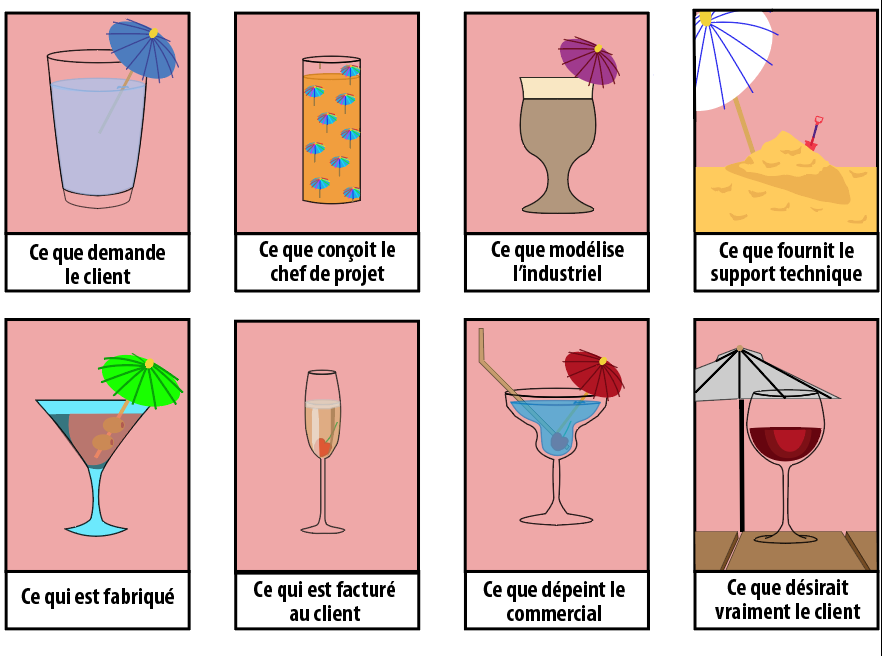 Ce que demande
le client
Ce que conçoit le
chef de projet
Ce que modélise
l'industriel
Ce que fournit le
support technique
Ce qui est fabriqué
Ce qui est facturé
au client
Ce que dépeint le
commercial
Ce que désirait
vraiment le client